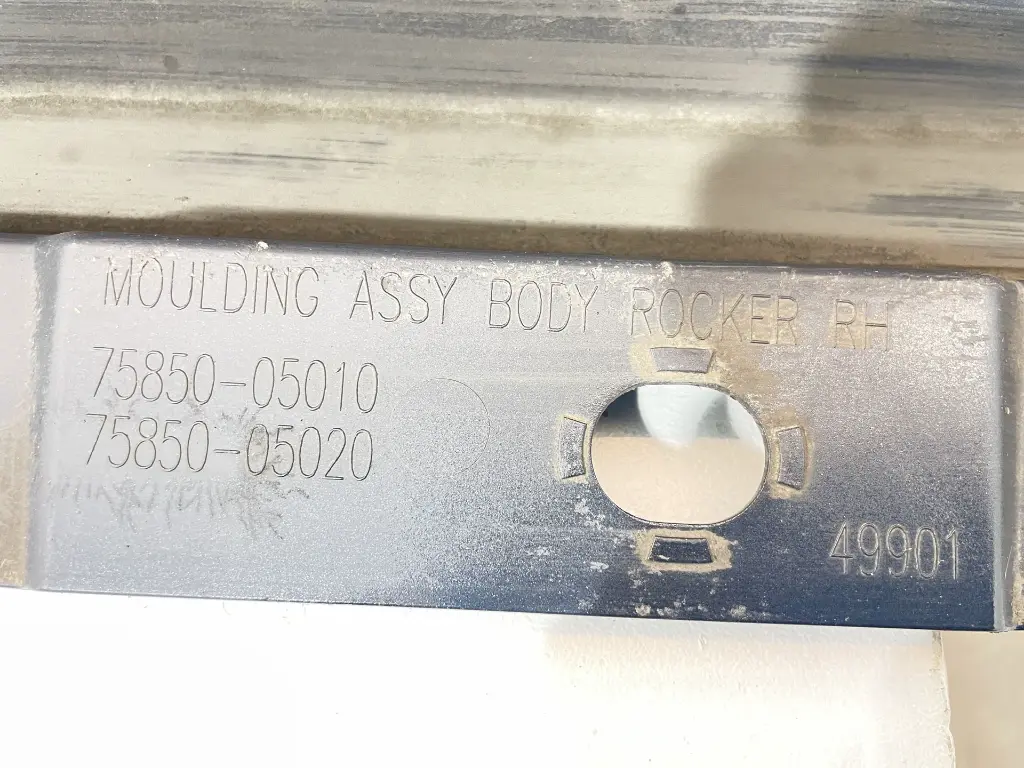 MOULDING ASSY BODY ROCKER RH
75850-05010
75850-05020
49901